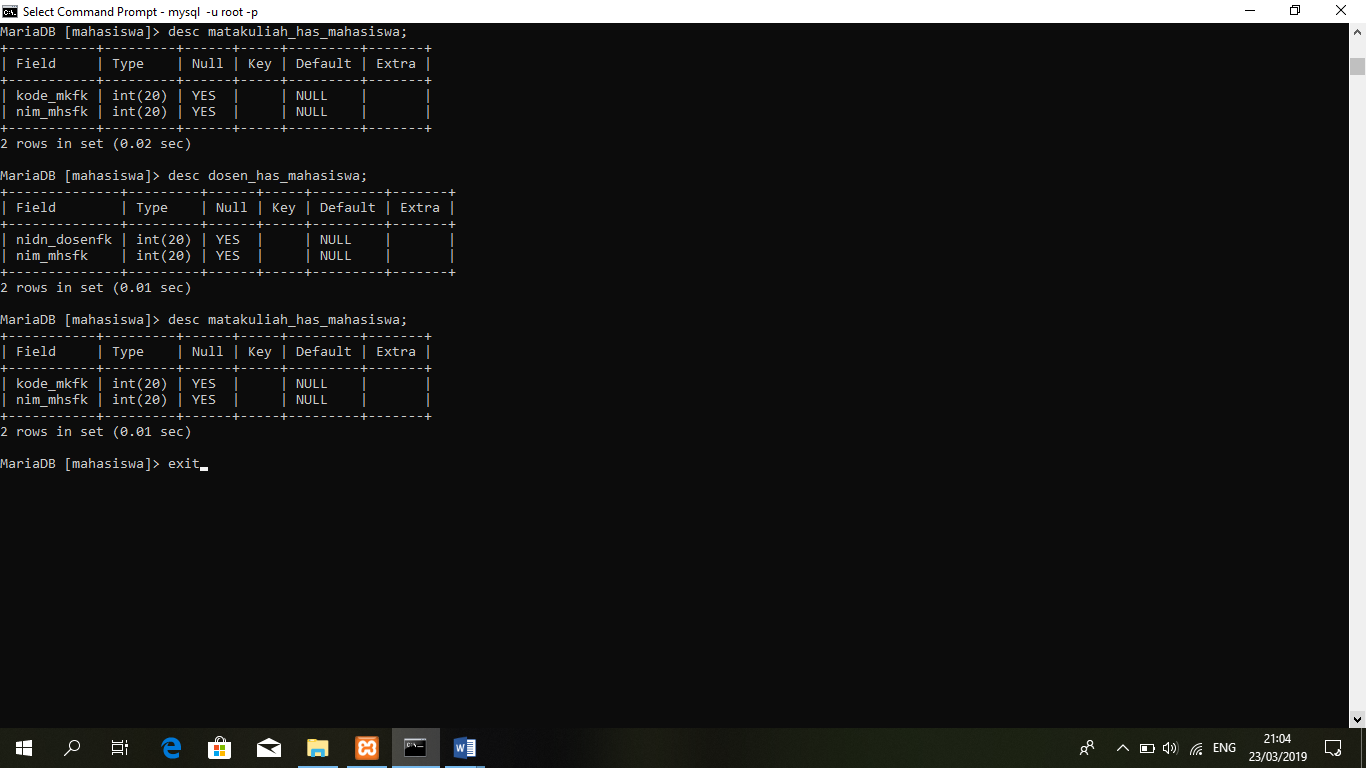 Select Command Prompt - mysql  -u root -p
MariaDB [mahasiswa]> desc matakuliah_has_mahasiswa;
+-----------+---------+------+-----+---------+-------+
| Field     | Type    | Null | Key | Default | Extra |
+-----------+---------+------+-----+---------+-------+
| kode_mkfk | int(20) | YES  |     | NULL    |       |
| nim_mhsfk | int(20) | YES  |     | NULL    |       |
+-----------+---------+------+-----+---------+-------+
2 rows in set (0.02 sec)
MariaDB [mahasiswa]> desc dosen_has_mahasiswa;
+--------------+---------+------+-----+---------+-------+
| Field        | Type    | Null | Key | Default | Extra |
+--------------+---------+------+-----+---------+-------+
| nidn_dosenfk | int(20) | YES  |     | NULL    |       |
| nim_mhsfk    | int(20) | YES  |     | NULL    |       |
+--------------+---------+------+-----+---------+-------+
2 rows in set (0.01 sec)
MariaDB [mahasiswa]> desc matakuliah_has_mahasiswa;
+-----------+---------+------+-----+---------+-------+
| Field     | Type    | Null | Key | Default | Extra |
+-----------+---------+------+-----+---------+-------+
| kode_mkfk | int(20) | YES  |     | NULL    |       |
| nim_mhsfk | int(20) | YES  |     | NULL    |       |
+-----------+---------+------+-----+---------+-------+
2 rows in set (0.01 sec)
MariaDB [mahasiswa]> exit
ENG
21:04
23/03/2019